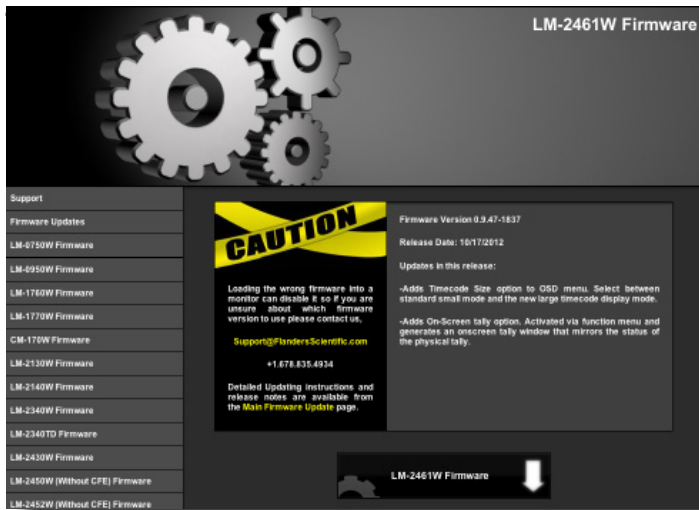 LM-2461W Firmware
Support
Firmware Updates
LM-0750W Firmware
LM-0950W Firmware
LM-1760W Firmware
LM-1770W Firmware
CM-170W Firmware
LM-2130W Firmware
LM-2140W Firmware
LM-2340W Firmware
LM-2340TD Firmware
LM-2430W Firmware
LM-2450W (Without CFE) Firmware
LM-2452W (Without CFE) Firmware
CAUTION
Loading the wrong firmware into a
monitor can disable it so if you are
unsure about which firmware
version to use please contact us,
Support@FlandersScientific.com
+1.678.835.4934
Detailed Updating instructions and
release notes are available from
the Main Firmware Update page.
Firmware Version 0.9.47-1837
Release Date: 10/17/2012
Updates in this release:
-Adds Timecode Size option to OSD menu. Select between
standard small mode and the new large timecode display mode.
-Adds On-Screen tally option. Activated via function menu and
generates an onscreen tally window that mirrors the status of
the physical tally.
LM-2461W Firmware